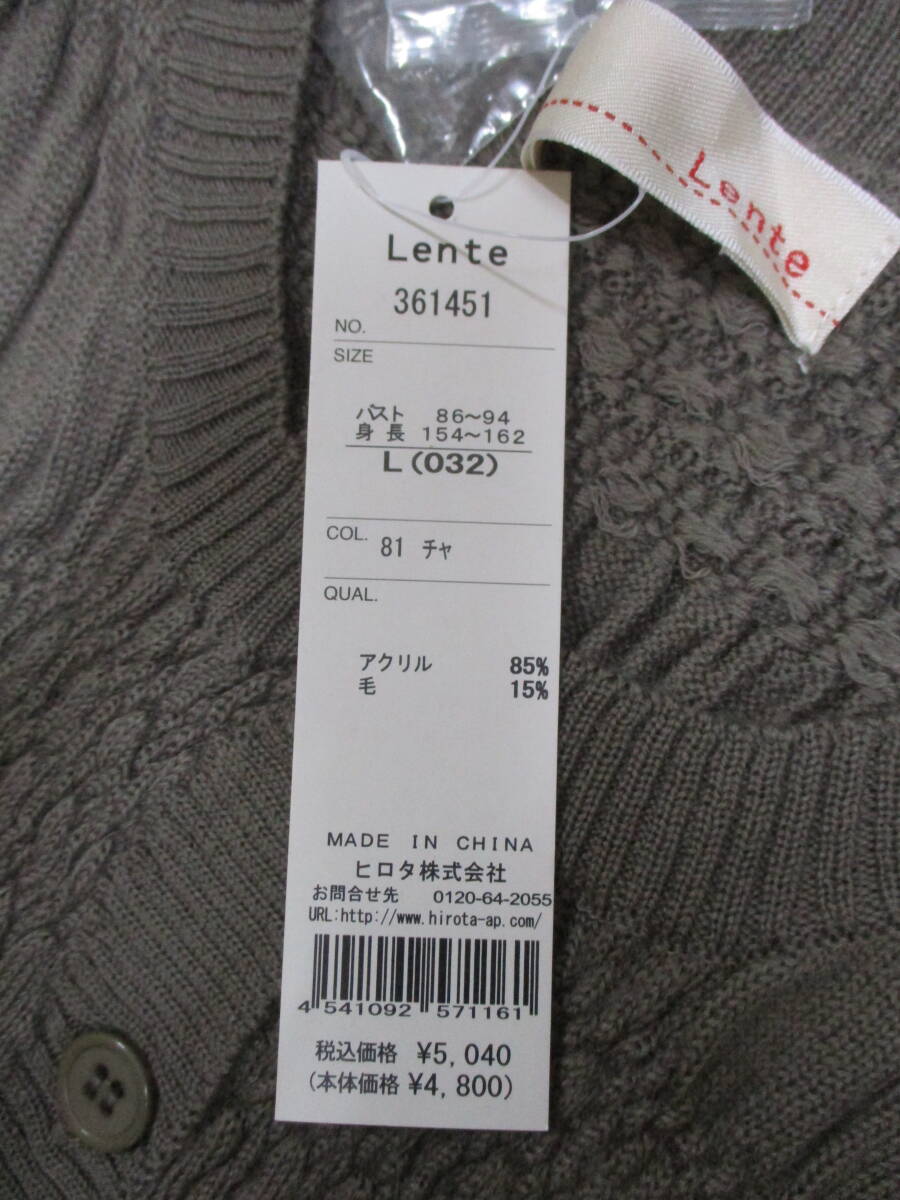 Lente
Lente
361451
NO.
SIZE
バスト 86～94
身長 154～162
L(032)
COL. 81 チャ
QUAL.
アクリル 85%
毛 15%
MADE IN CHINA
ヒロタ株式会社
お問合せ先 0120-64-2055
URL:http://www.hirota-ap.com/
4 541092 571161
税込価格 ¥5,040
(本体価格 ¥4,800)